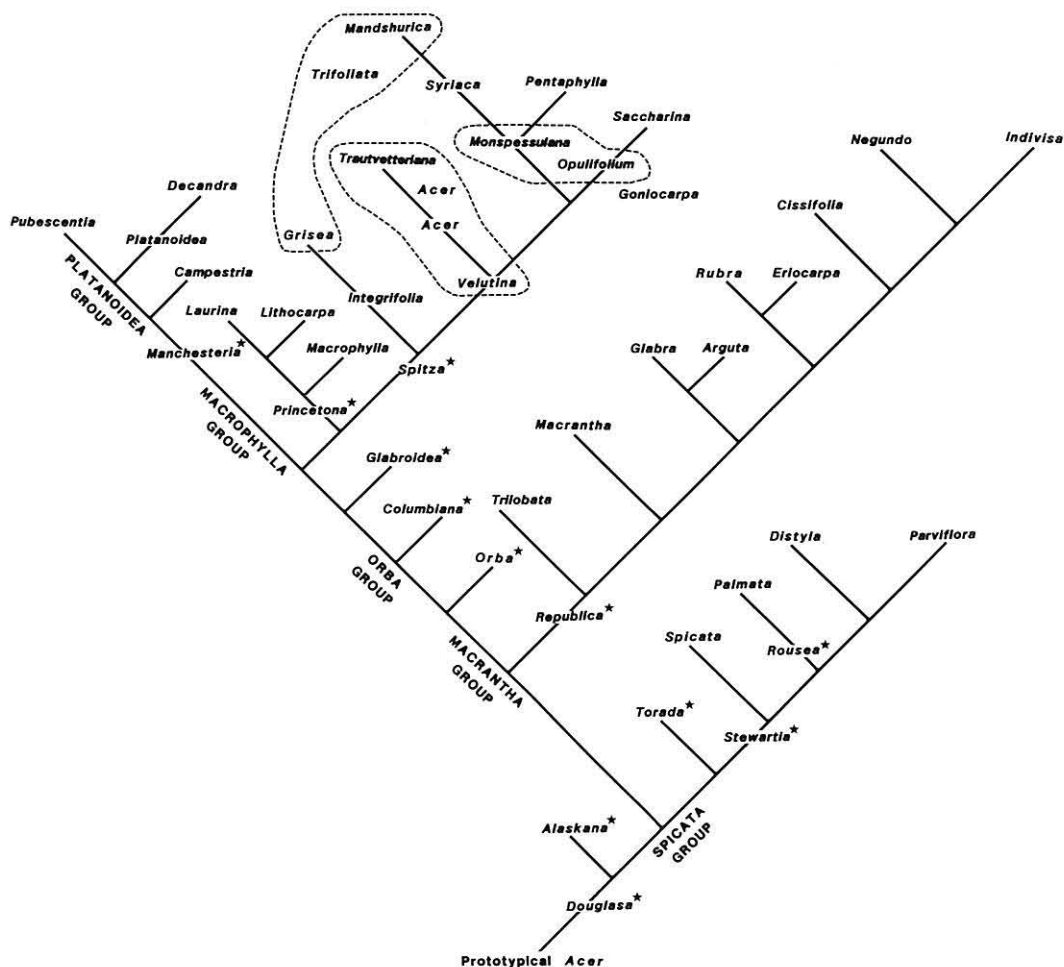 Mandshurica
Trifoliata
Syriaca
Pentaphylla
Saccharina
Monspessulana
Opulifolium
Goniocarpa
Negundo
Indivisa
Trautvetteriana
Acer
Acer
Velutina
Decandra
Pubescentia
Platanoidea
Grisea
Cissifolia
PLATANOIDEA
GROUP
Campestria
Integrifolia
Rubra
Eriocarpa
Laurina
Lithocarpa
Manchesteria★
Macrophylla
Spitza★
Glabra
Arguta
Princetona★
MACROPHYLLA
GROUP
Macrantha
Glabroidea★
Columbiana★
Trilobata
ORBA
GROUP
Orba★
Distyla
Parviflora
Palmata
Republica★
MACRANTHA
GROUP
Spicata
Rousea★
Torada★
Stewartia★
Alaskana★
SPICATA
GROUP
Douglasa★
Prototypical Acer